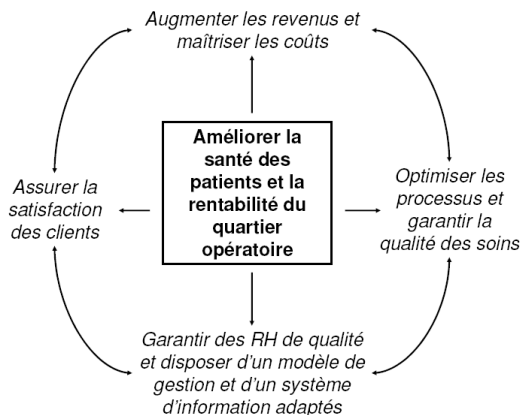 Augmenter les revenus et
maîtriser les coûts
Améliorer la
santé des
patients et la
rentabilité du
quartier
opératoire
Assurer la
satisfaction
des clients
Optimiser les
processus et
garantir la
qualité des soins
Garantir des RH de qualité
et disposer d'un modèle de
gestion et d'un système
d'information adaptés